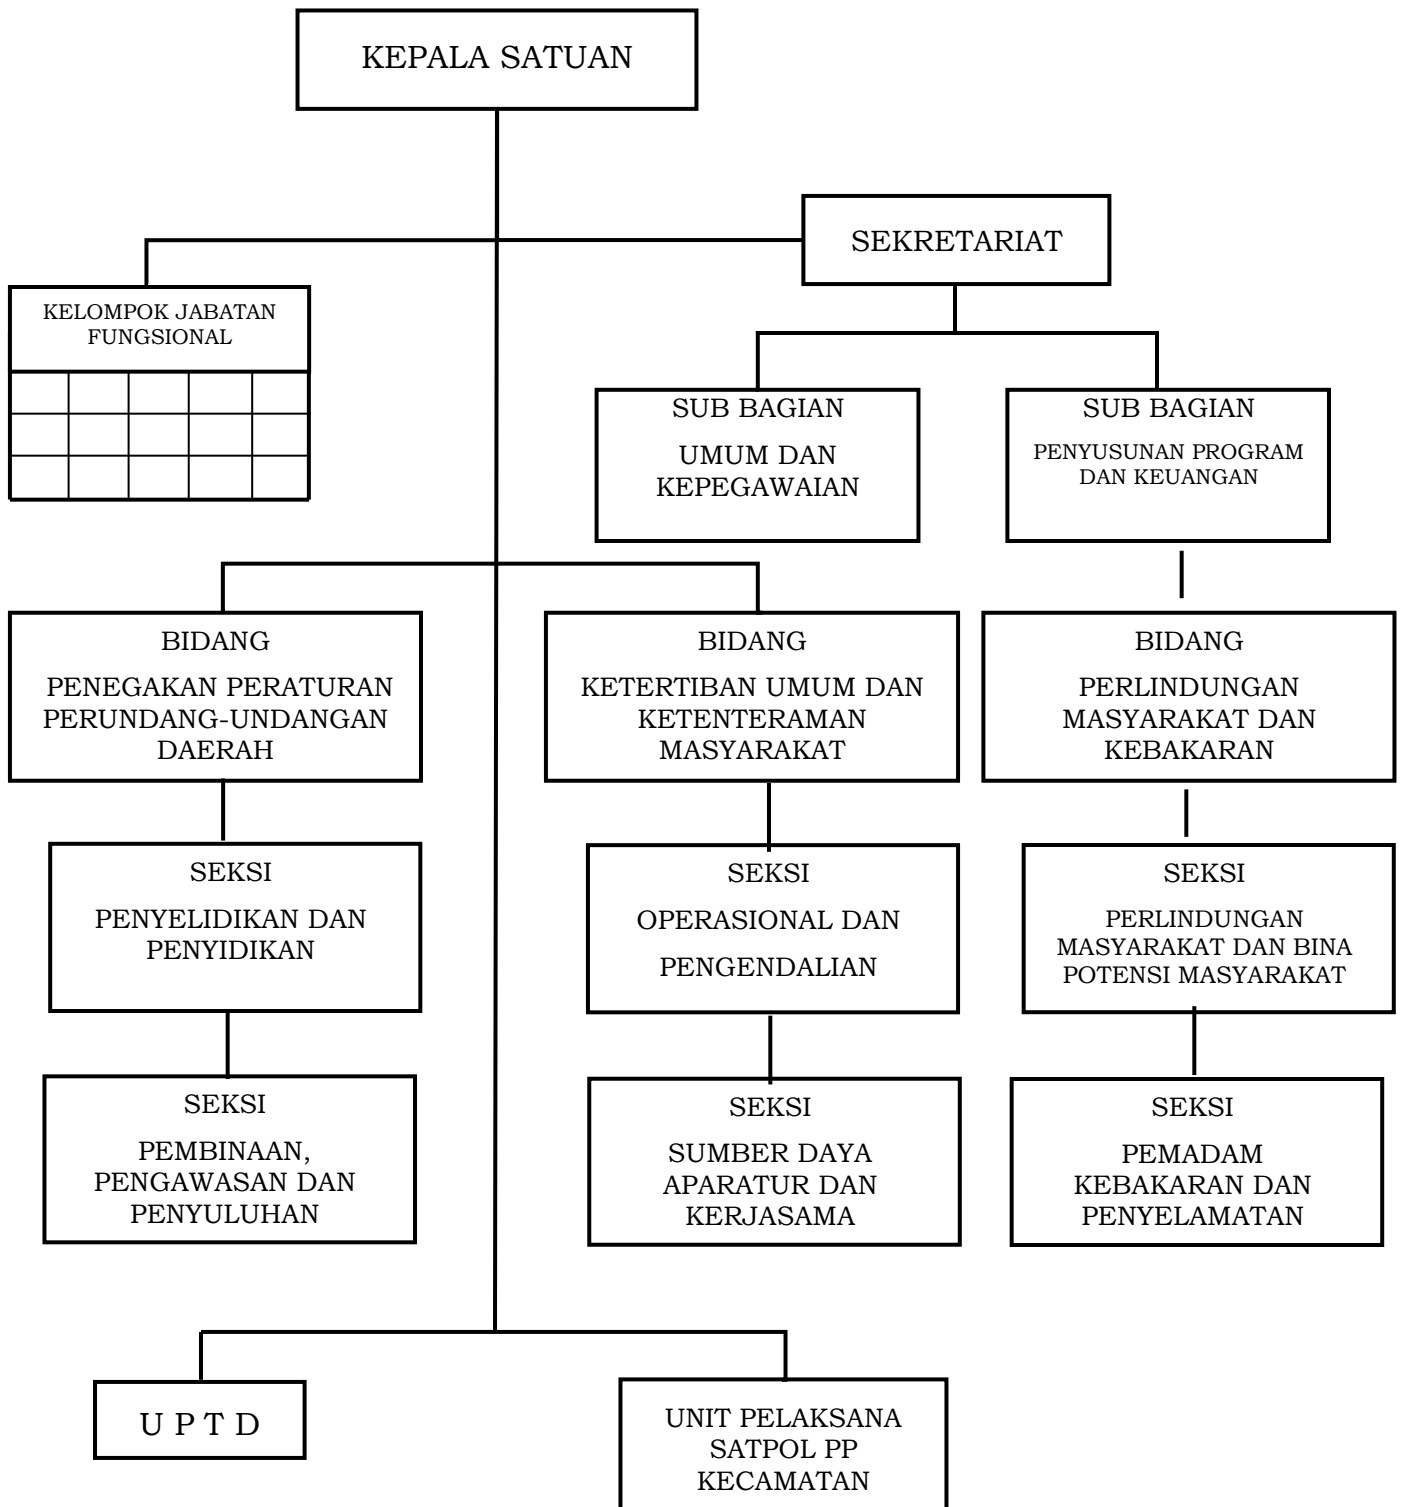 KEPALA SATUAN
SEKRETARIAT
KELOMPOK JABATAN
FUNGSIONAL
SUB BAGIAN
UMUM DAN
KEPEGAWAIAN
SUB BAGIAN
PENYUSUNAN PROGRAM
DAN KEUANGAN
BIDANG
PENEGAKAN PERATURAN
PERUNDANG-UNDANGAN
DAERAH
BIDANG
KETERTIBAN UMUM DAN
KETENTERAMAN
MASYARAKAT
BIDANG
PERLINDUNGAN
MASYARAKAT DAN
KEBAKARAN
SEKSI
PENYELIDIKAN DAN
PENYIDIKAN
SEKSI
OPERASIONAL DAN
PENGENDALIAN
SEKSI
PERLINDUNGAN
MASYARAKAT DAN BINA
POTENSI MASYARAKAT
SEKSI
PEMBINAAN,
PENGAWASAN DAN
PENYULUHAN
SEKSI
SUMBER DAYA
APARATUR DAN
KERJASAMA
SEKSI
PEMADAM
KEBAKARAN DAN
PENYELAMATAN
U P T D
UNIT PELAKSANA
SATPOL PP
KECAMATAN